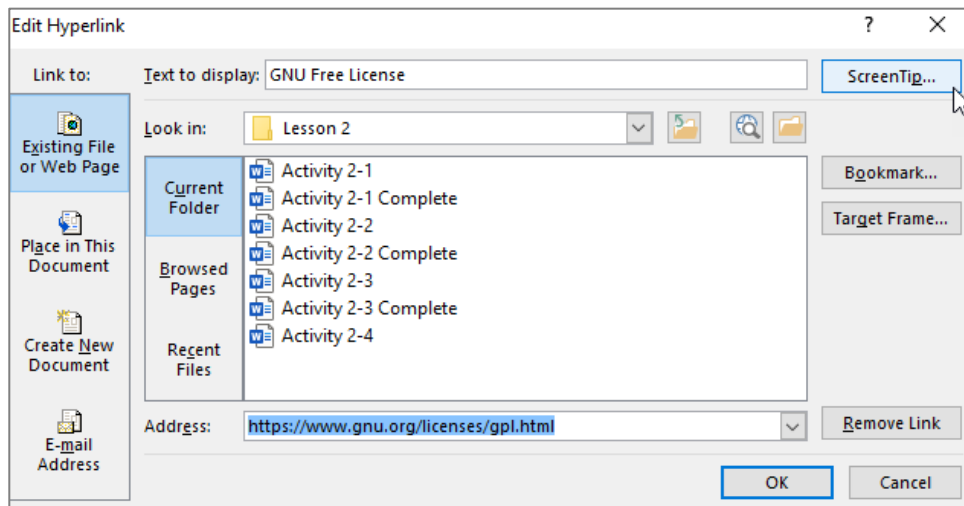 Edit Hyperlink
?
Link to:
Text to display: GNU Free License
ScreenTip...
Existing File
or Web Page
Place in This
Document
Create New
Document
E-mail
Address
Look in: Lesson 2
Current
Folder
Browsed
Pages
Recent
Files
Activity 2-1
Activity 2-1 Complete
Activity 2-2
Activity 2-2 Complete
Activity 2-3
Activity 2-3 Complete
Activity 2-4
Bookmark...
Target Frame...
Address: https://www.gnu.org/licenses/gpl.html
Remove Link
OK
Cancel